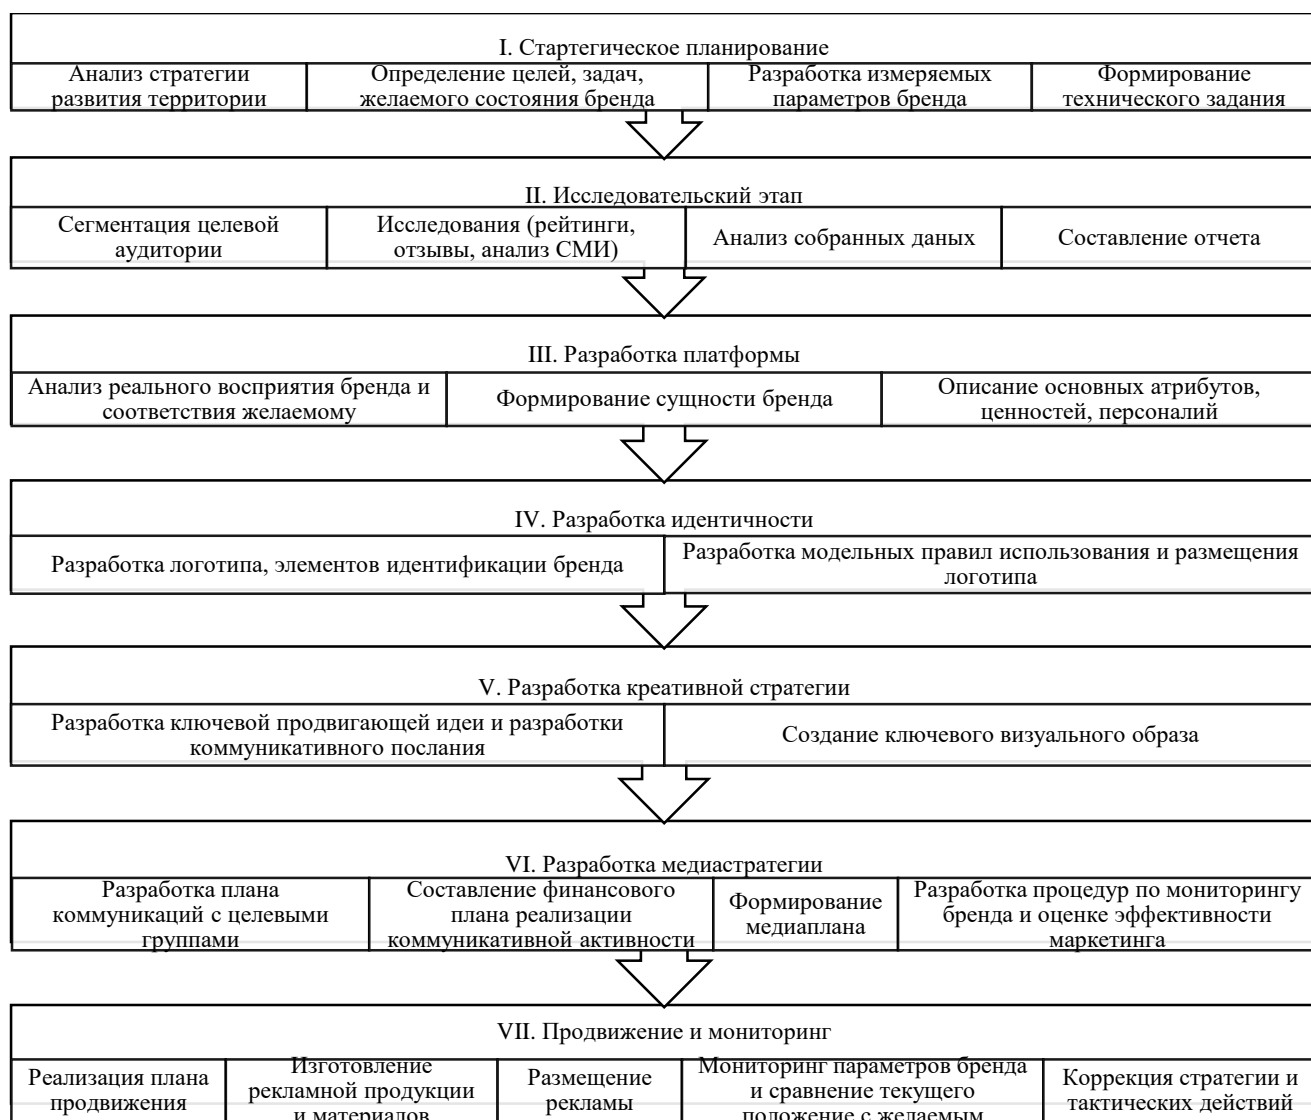 I. Стартегическое планирование
Анализ стратегии
развития территории
Определение целей, задач,
желаемого состояния бренда
Разработка измеряемых
параметров бренда
Формирование
технического задания
II. Исследовательский этап
Сегментация целевой
аудитории
Исследования (рейтинги,
отзывы, анализ СМИ)
Анализ собранных даных
Составление отчета
III. Разработка платформы
Анализ реального восприятия бренда и
соответствия желаемому
Формирование сущности бренда
Описание основных атрибутов,
ценностей, персоналий
IV. Разработка идентичности
Разработка логотипа, элементов идентификации бренда
Разработка модельных правил использования и размещения
логотипа
V. Разработка креативной стратегии
Разработка ключевой продвигающей идеи и разработки
коммуникативного послания
Создание ключевого визуального образа
VI. Разработка медиастратегии
Разработка плана
коммуникаций с целевыми
группами
Составление финансового
плана реализации
коммуникативной активности
Формирование
медиаплана
Разработка процедур по мониторингу
бренда и оценке эффективности
маркетинга
VII. Продвижение и мониторинг
Реализация плана
продвижения
Изготовление
рекламной продукции
и материалов
Размещение
рекламы
Мониторинг параметров бренда
и сравнение текущего
положение с желаемым
Коррекция стратегии и
тактических действий